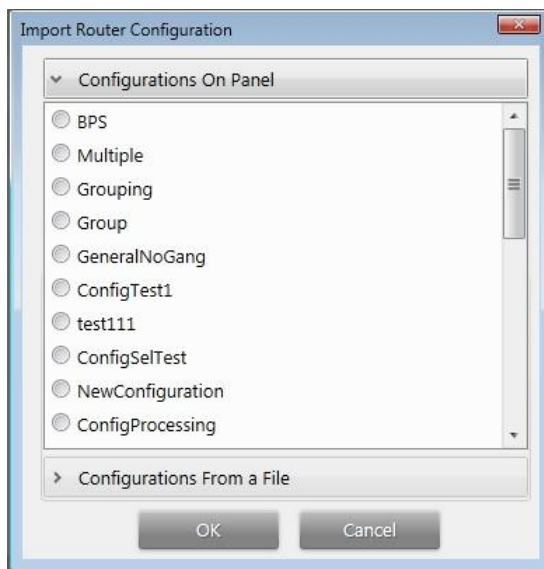 Import Router Configuration
Configurations On Panel
BPS
Multiple
Grouping
Group
GeneralNoGang
ConfigTest1
test111
ConfigSelTest
NewConfiguration
ConfigProcessing
Configurations From a File
OK
Cancel